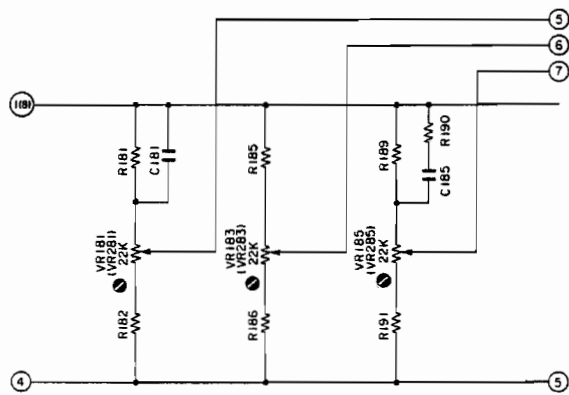 5
6
7
1(8)
R181
C181
R185
R189
R190
C185
VR181
(VR281)
22K
VR183
(VR283)
22K
VR185
(VR285)
22K
R182
R186
R191
4
5